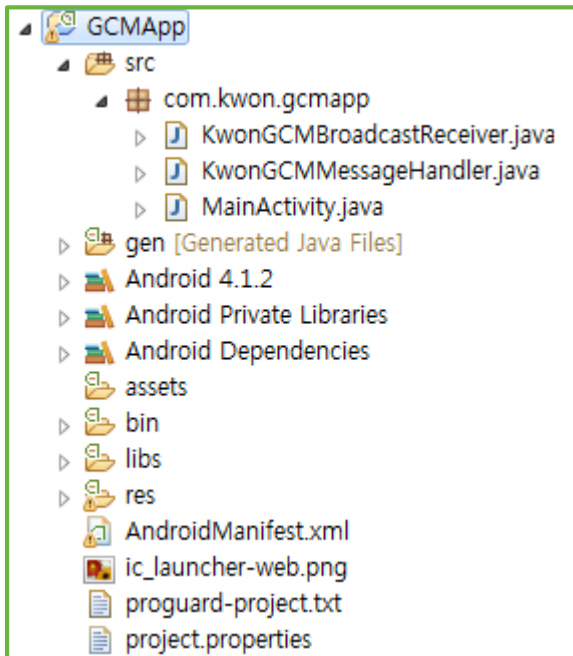 GCMApp
src
com.kwon.gcmapp
KwonGCMBroadcastReceiver.java
KwonGCMMessageHandler.java
MainActivity.java
gen [Generated Java Files]
Android 4.1.2
Android Private Libraries
Android Dependencies
assets
bin
libs
res
AndroidManifest.xml
ic_launcher-web.png
proguard-project.txt
project.properties